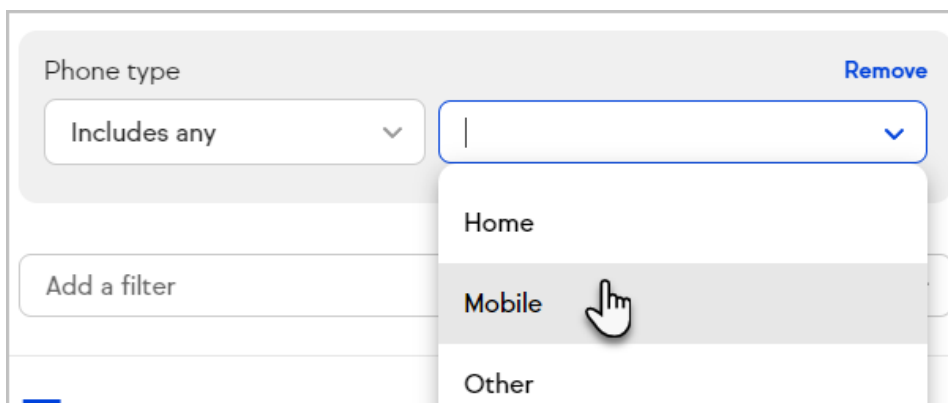 Phone type
Remove
Includes any
Home
Add a filter
Mobile
Other